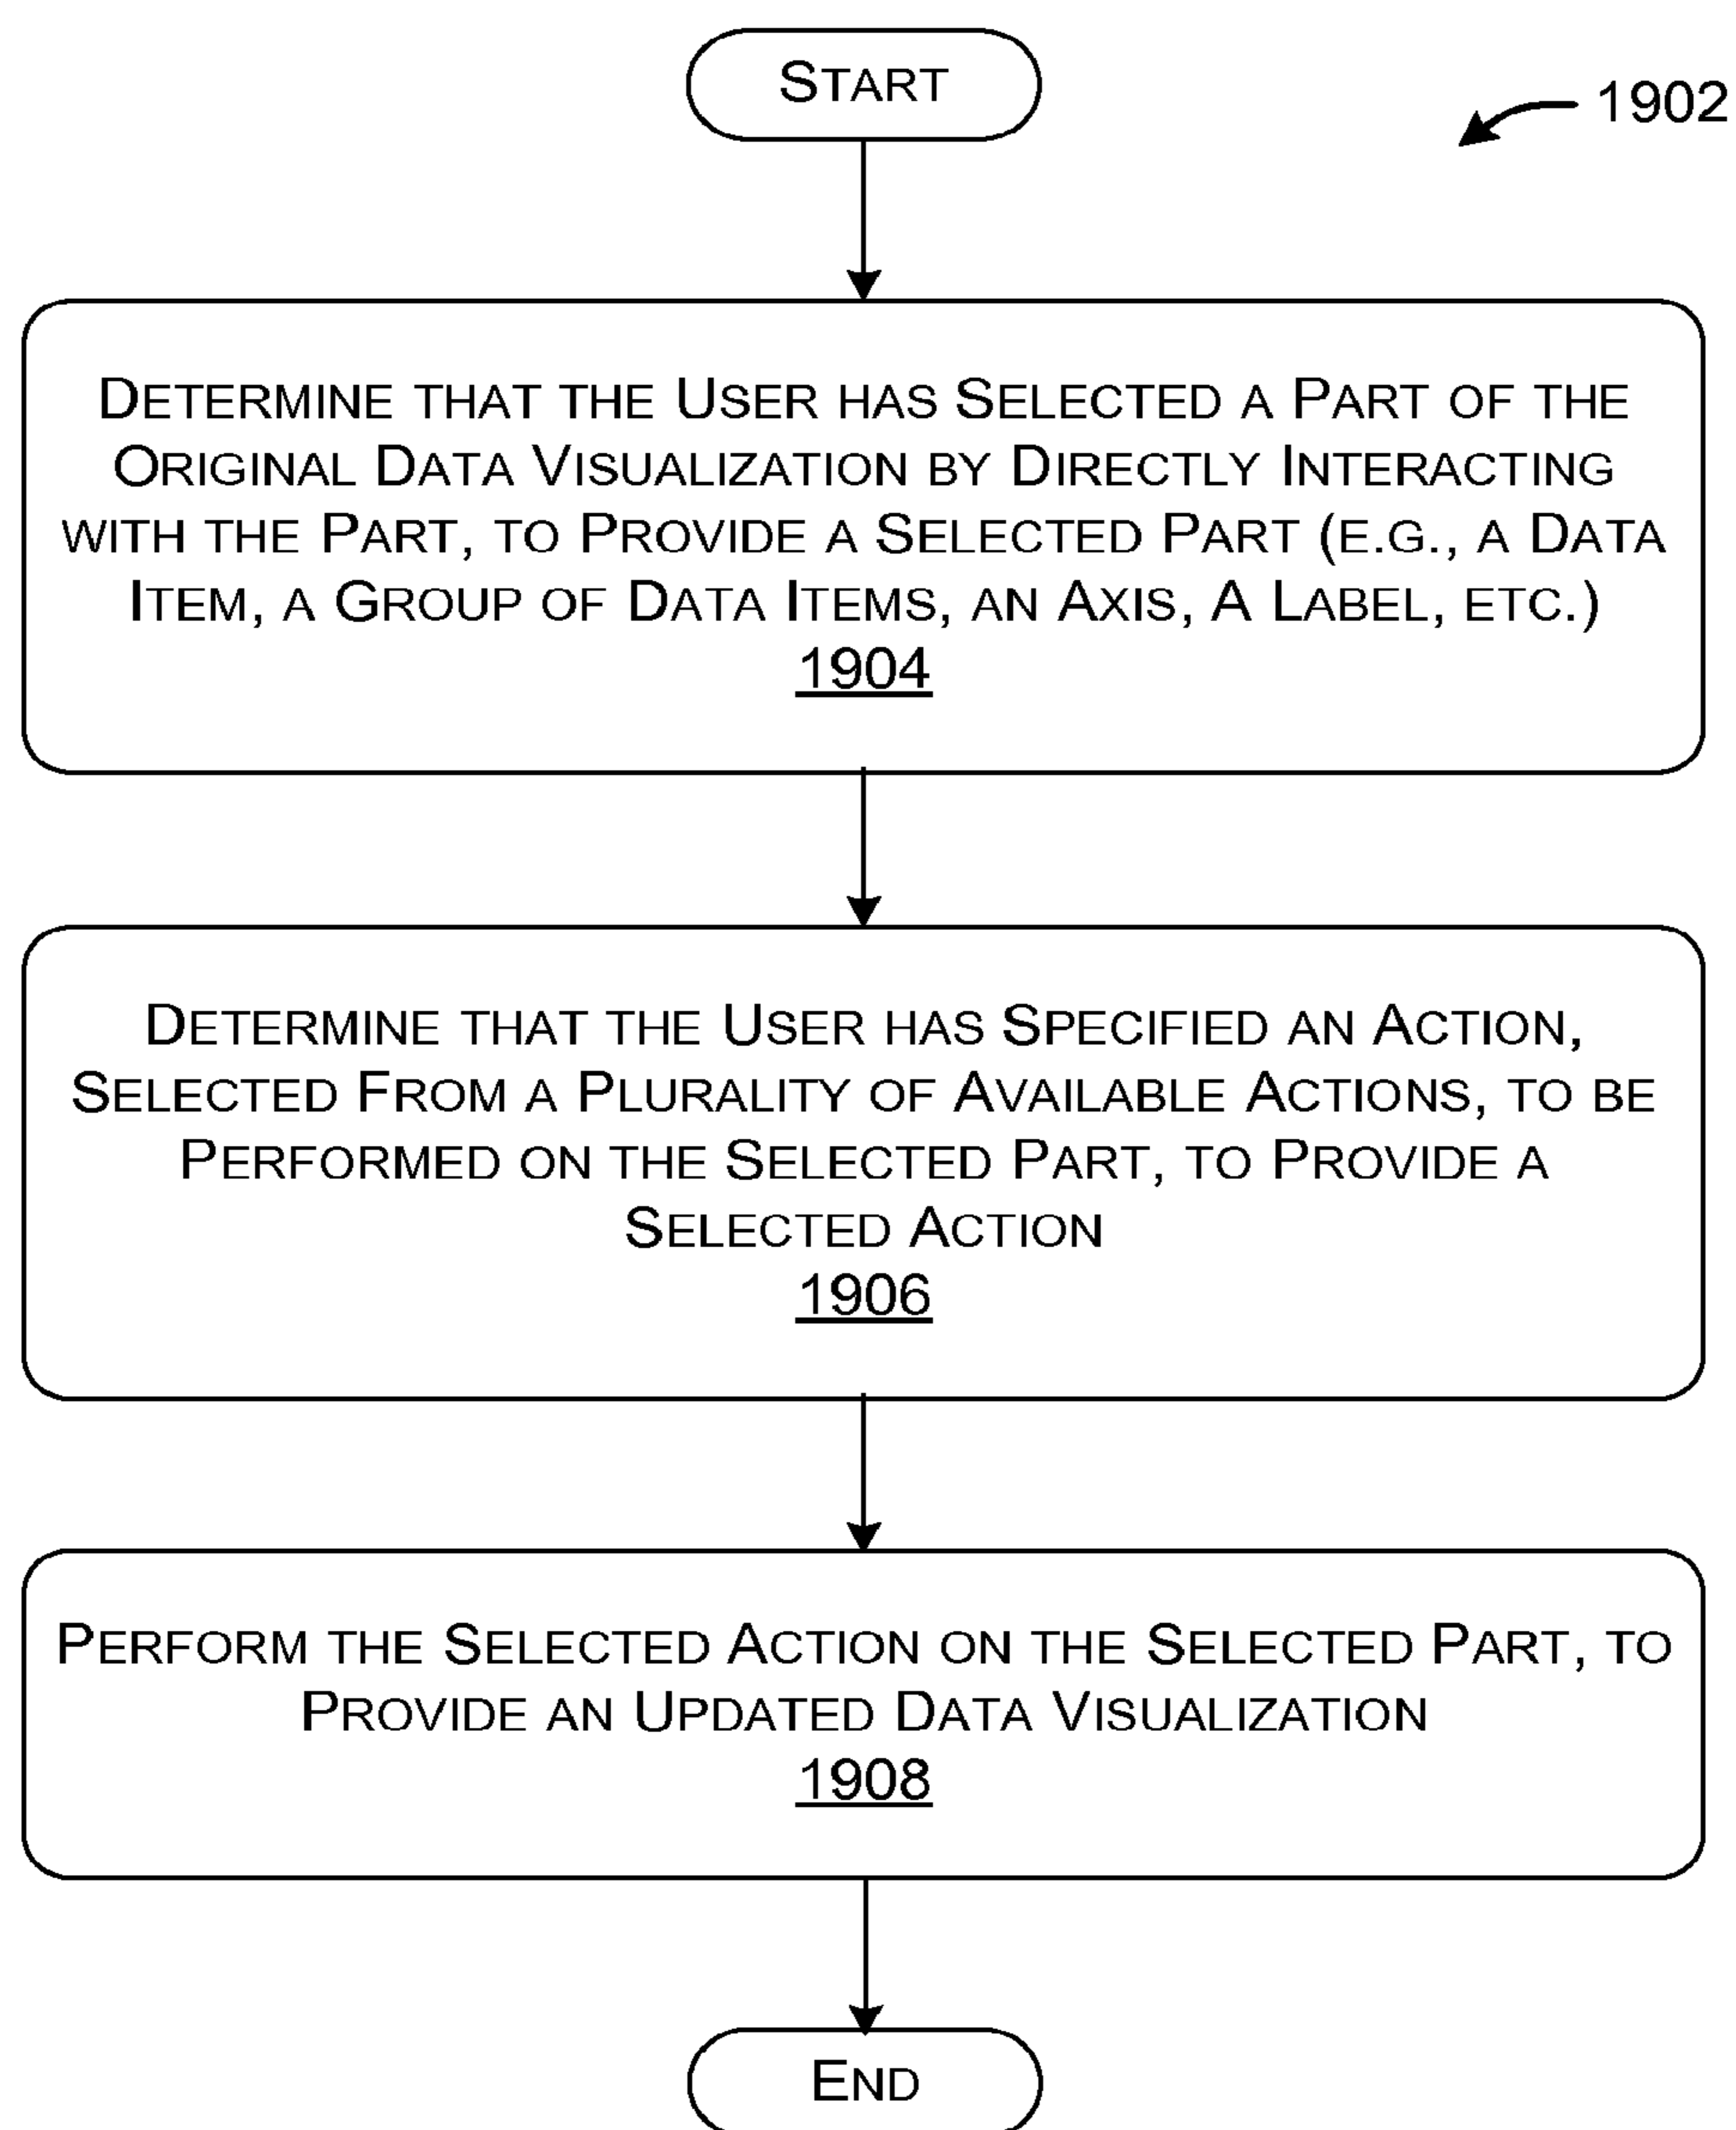 START
1902
DETERMINE THAT THE USER HAS SELECTED A PART OF THE
ORIGINAL DATA VISUALIZATION BY DIRECTLY INTERACTING
WITH THE PART, TO PROVIDE A SELECTED PART (E.G., A DATA
ITEM, A GROUP OF DATA ITEMS, AN AXIS, A LABEL, ETC.)
1904
DETERMINE THAT THE USER HAS SPECIFIED AN ACTION,
SELECTED FROM A PLURALITY OF AVAILABLE ACTIONS, TO BE
PERFORMED ON THE SELECTED PART, TO PROVIDE A
SELECTED ACTION
1906
PERFORM THE SELECTED ACTION ON THE SELECTED PART, TO
PROVIDE AN UPDATED DATA VISUALIZATION
1908
END